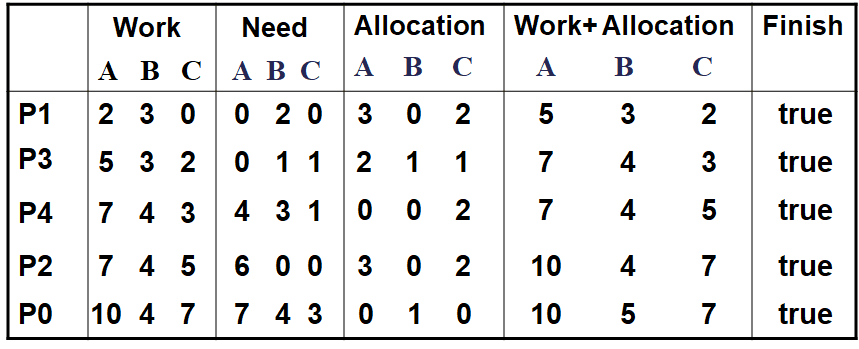 Work Need Allocation Work+ Allocation Finish
A B C A B C A B C A B C
P1 2 3 0 0 2 0 3 0 2 5 3 2 true
P3 5 3 2 0 1 1 2 1 1 7 4 3 true
P4 7 4 3 4 3 1 0 0 2 7 4 5 true
P2 7 4 5 6 0 0 3 0 2 10 4 7 true
P0 10 4 7 7 4 3 0 1 0 10 5 7 true